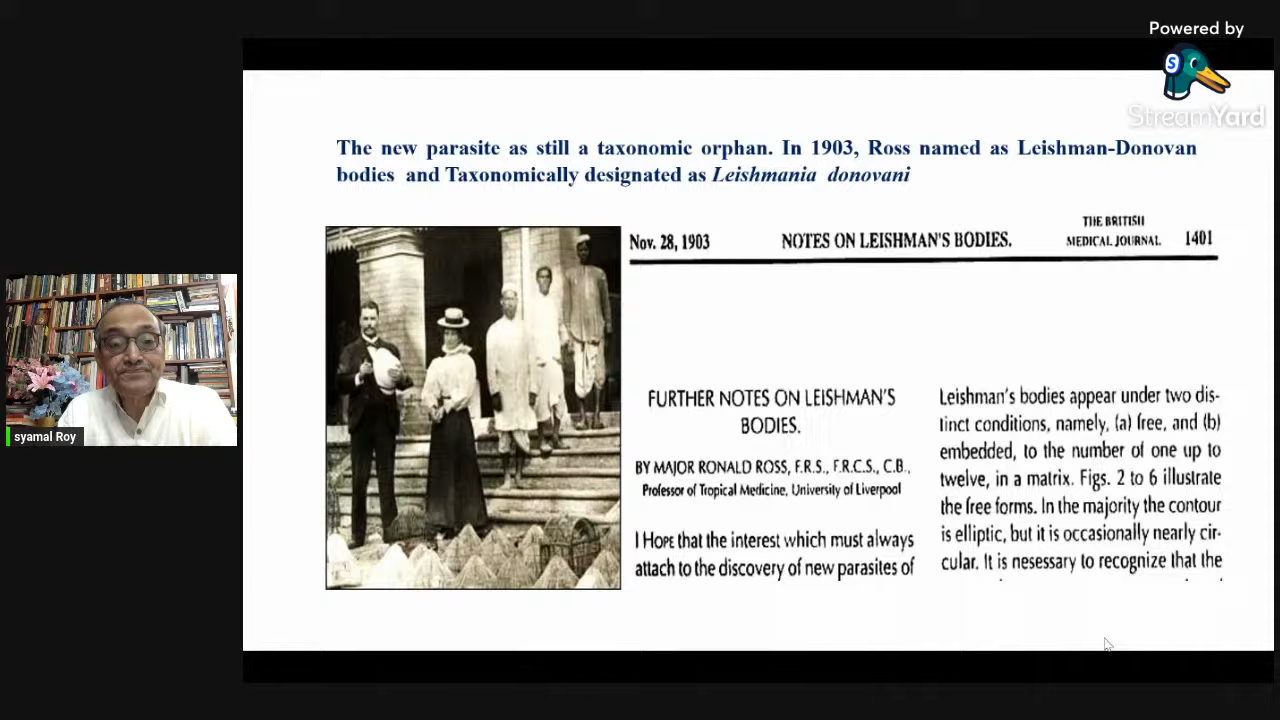 Powered by
S
StreamYard
The new parasite as still a taxonomic orphan. In 1903, Ross named as Leishman-Donovan
bodies and Taxonomically designated as Leishmania donovani
Nov. 28, 1903 NOTES ON LEISHMAN'S BODIES. THE BRITISH
MEDICAL JOURNAL. 1401
FURTHER NOTES ON LEISHMAN'S
BODIES.
BY MAJOR RONALD ROSS, F.R.S., F.R.C.S., C.B.,
Professor of Tropical Medicine, University of Liverpool
I HOPE that the interest which must always
attach to the discovery of new parasites of
Leishman's bodies appear under two dis-
tinct conditions, namely, (a) free, and (b)
embedded, to the number of one up to
twelve, in a matrix. Figs. 2 to 6 illustrate
the free forms. In the majority the contour
is elliptic, but it is occasionally nearly cir-
cular. It is nesessary to recognize that the
syamal Roy